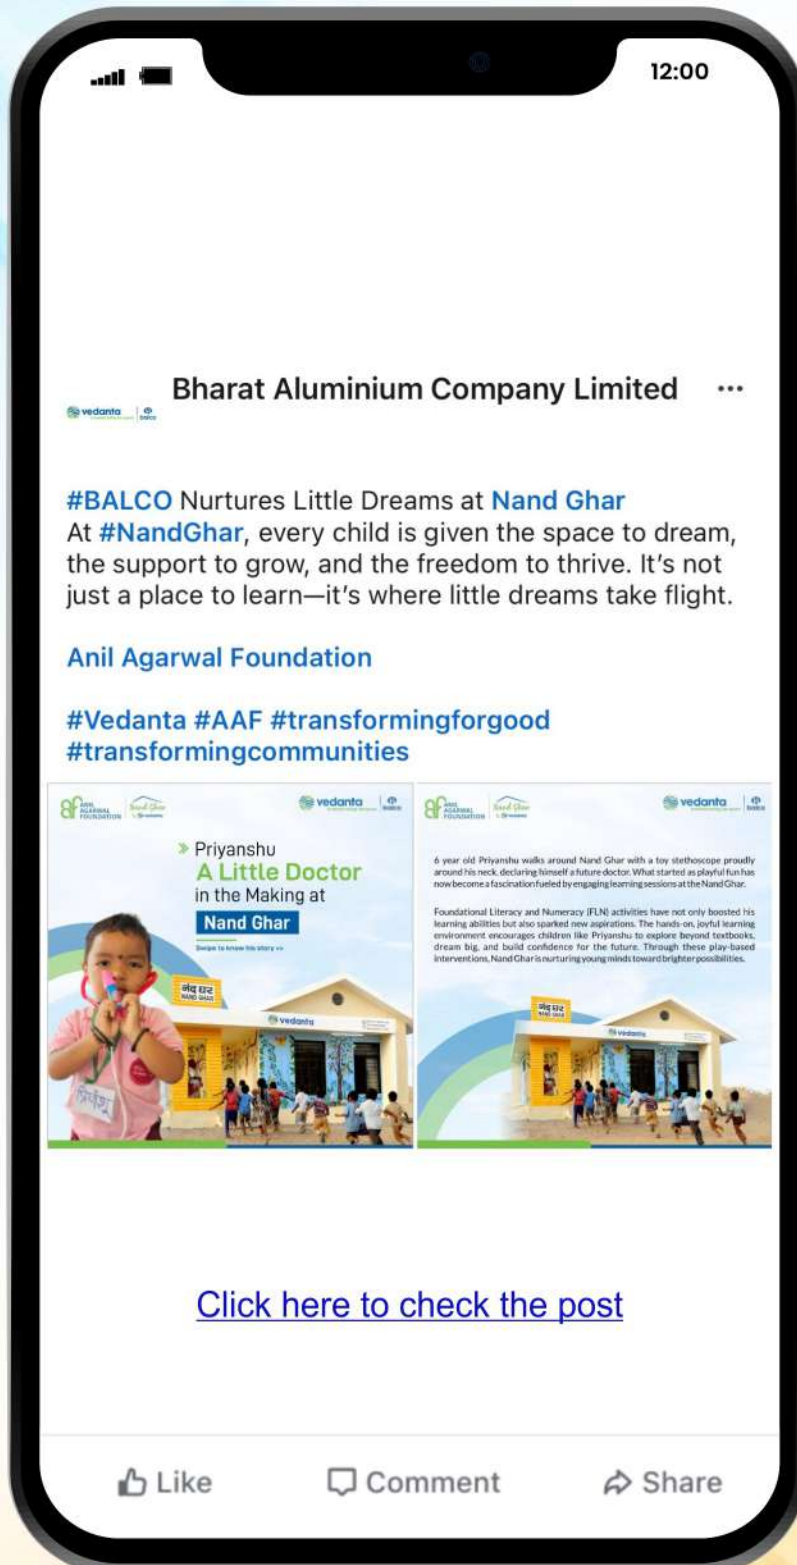 12:00
Bharat Aluminium Company Limited
vedanta
balco
#BALCO Nurtures Little Dreams at Nand Ghar
At #NandGhar, every child is given the space to dream,
the support to grow, and the freedom to thrive. It’s not
just a place to learn—it’s where little dreams take flight.
Anil Agarwal Foundation
#Vedanta #AAF #transformingforgood
#transformingcommunities
ANIL
AGARWAL
FOUNDATION
Nand Ghar
vedanta
Priyanshu
A Little Doctor
in the Making at
Nand Ghar
Swipe to know his story >>
नंद घर
NAND GHAR
vedanta
ANIL
AGARWAL
FOUNDATION
Nand Ghar
vedanta
6 year old Priyanshu walks around Nand Ghar with a toy stethoscope proudly
around his neck, declaring himself a future doctor. What started as playful fun has
now become a fascination fueled by engaging learning sessions at the Nand Ghar.
Foundational Literacy and Numeracy (FLN) activities have not only boosted his
learning abilities but also sparked new aspirations. The hands-on, joyful learning
environment encourages children like Priyanshu to explore beyond textbooks,
dream big, and build confidence for the future. Through these play-based
interventions, Nand Ghar is nurturing young minds toward brighter possibilities.
नंद घर
NAND GHAR
vedanta
Click here to check the post
Like
Comment
Share